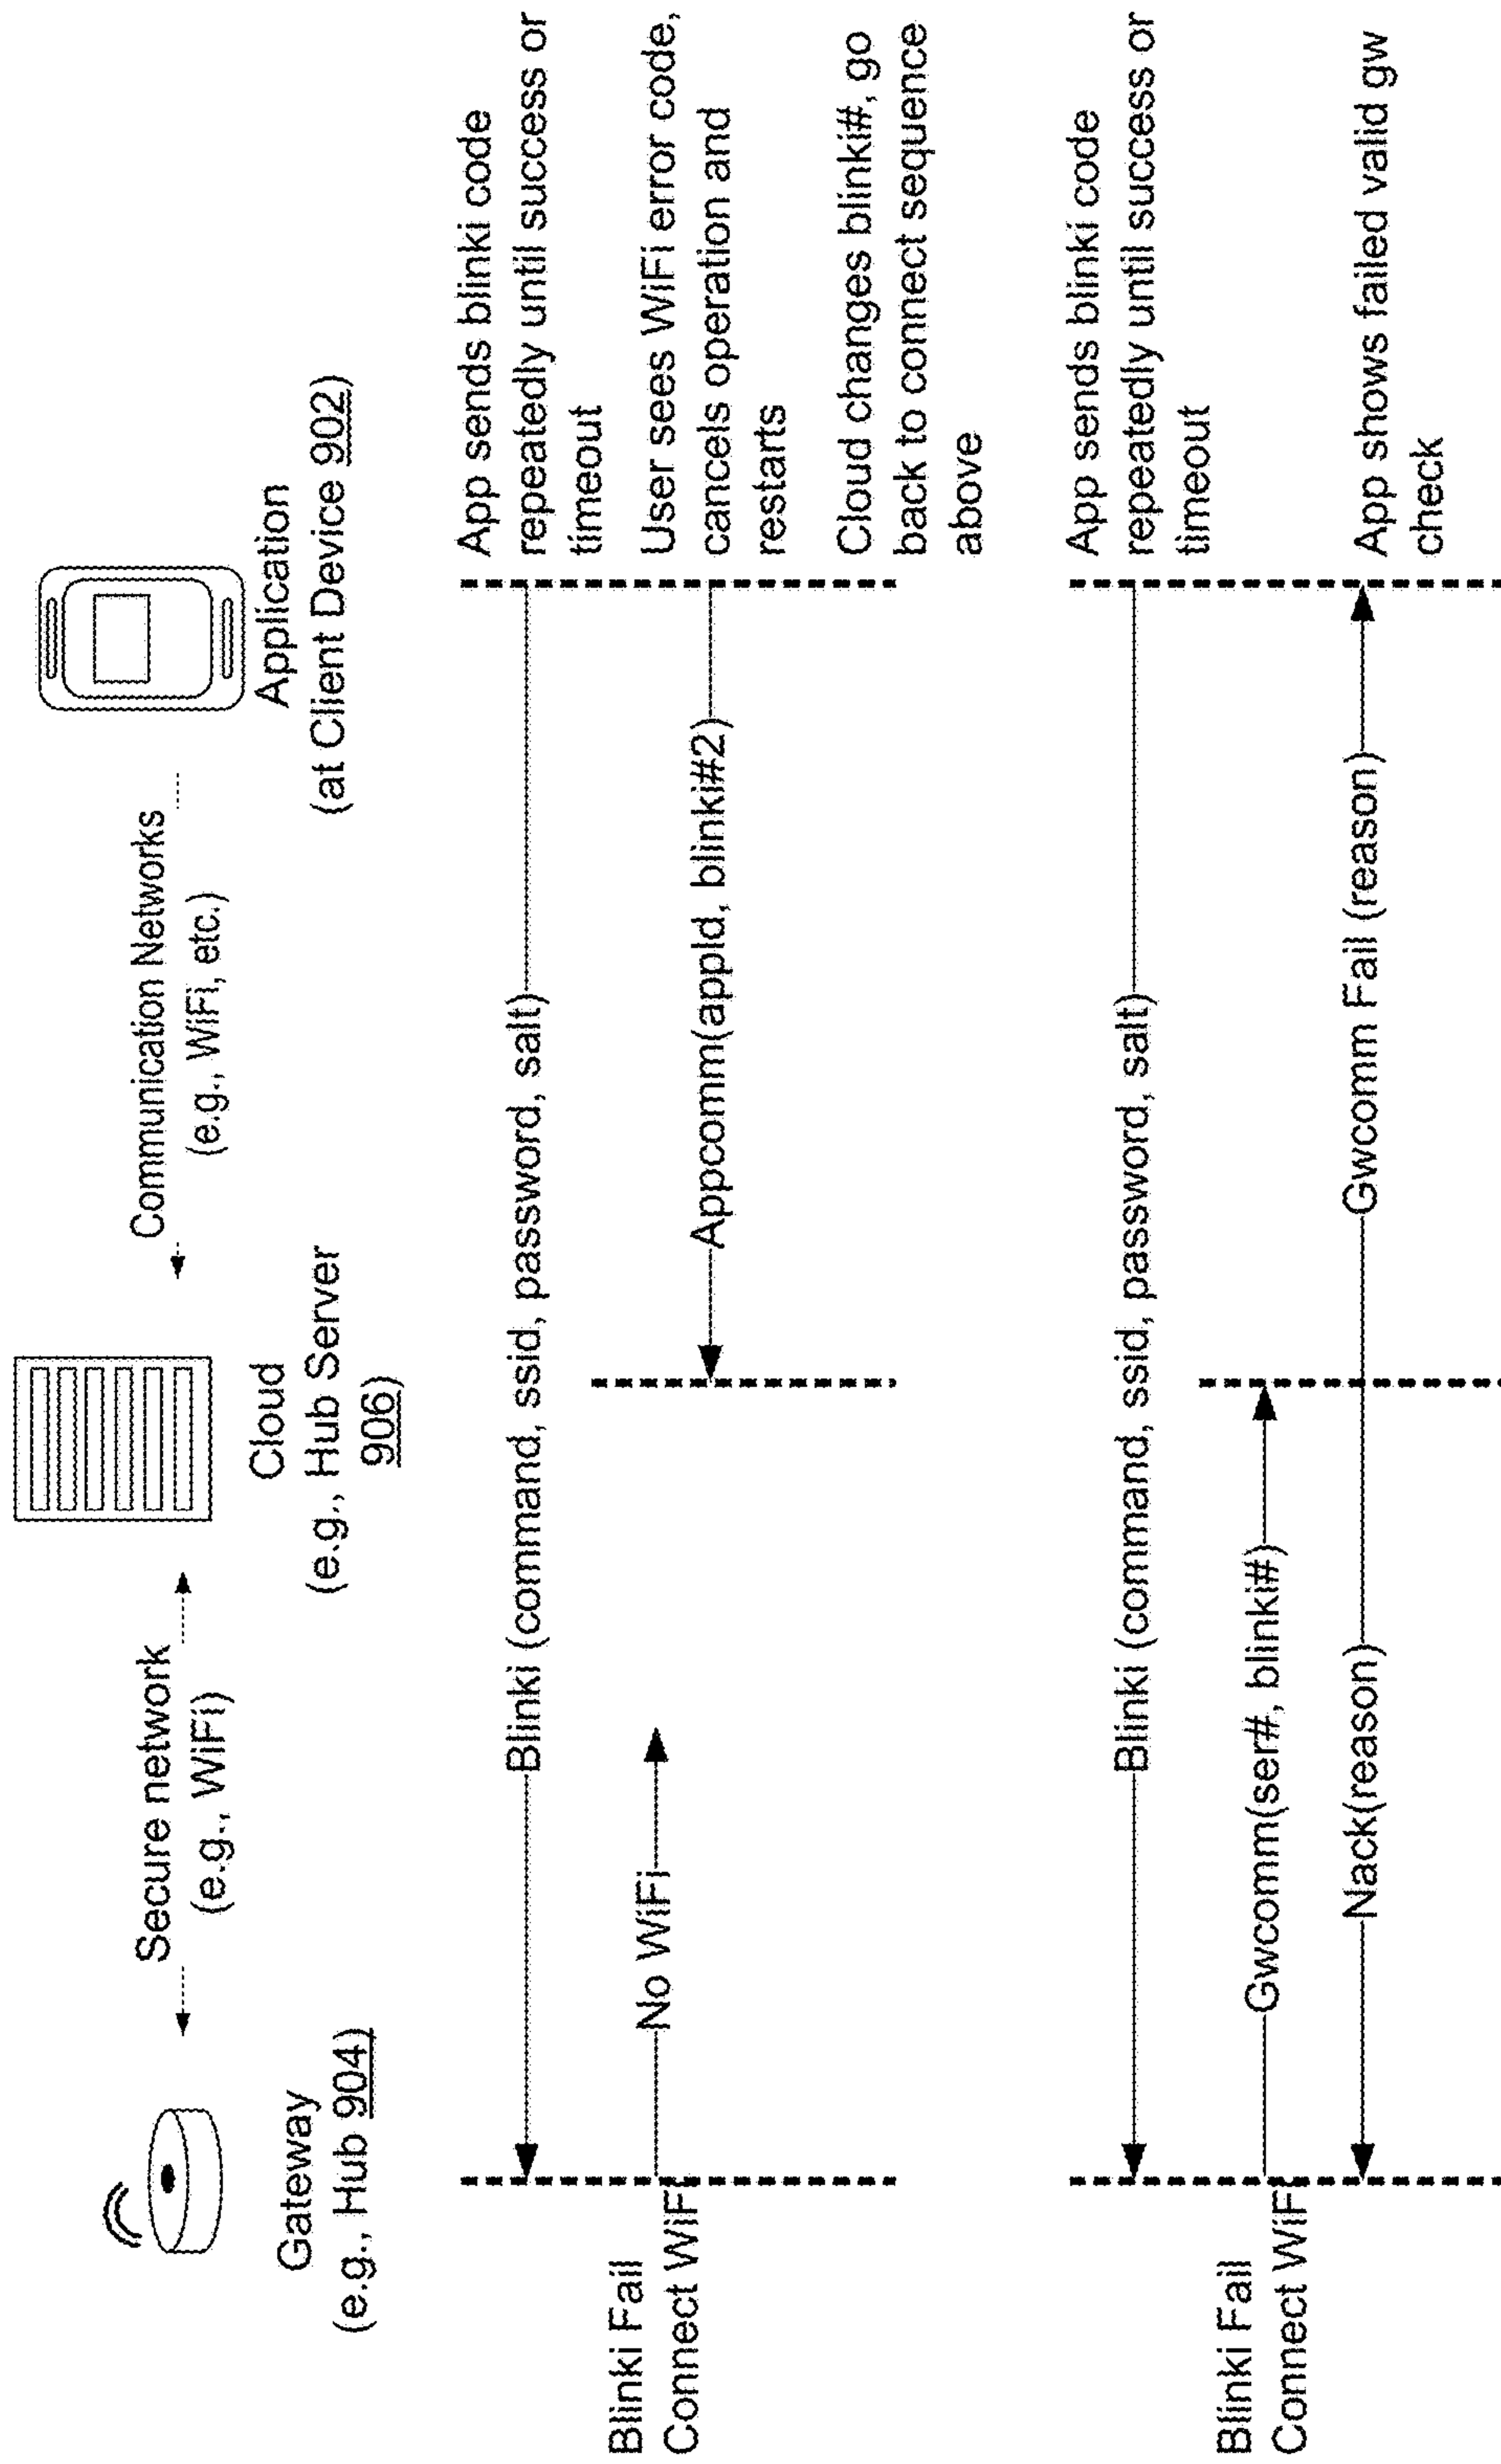 Gateway
(e.g., Hub 904)
Secure network
(e.g., WiFi)
Cloud
(e.g., Hub Server
906)
Communication Networks
(e.g., WiFi, etc.)
Application
(at Client Device 902)
Blinki (command, ssid, password, salt)
App sends blinki code
repeatedly until success or
timeout
Blinki Fail
Connect WiFi
No WiFi
Appcomm(appId, blinki#2)
User sees WiFi error code,
cancels operation and
restarts
Cloud changes blinki#, go
back to connect sequence
above
Blinki (command, ssid, password, salt)
App sends blinki code
repeatedly until success or
timeout
Blinki Fail
Connect WiFi
Gwcomm(ser#, blinki#)
Nack(reason)
Gwcomm Fail (reason)
App shows failed valid gw
check